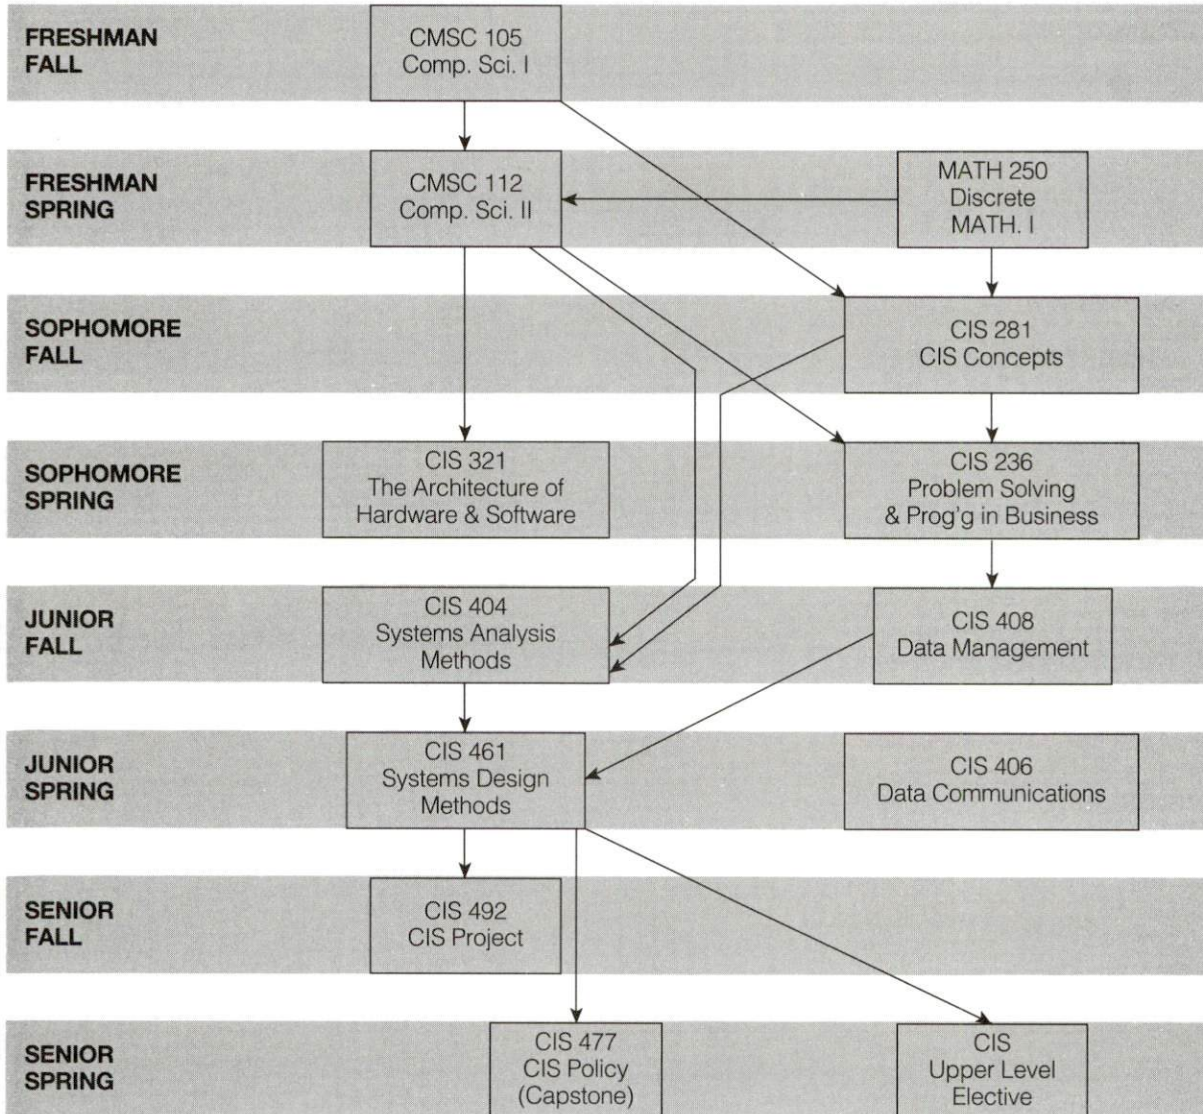 FRESHMAN
FALL
CMSC 105
Comp. Sci. I
FRESHMAN
SPRING
CMSC 112
Comp. Sci. II
MATH 250
Discrete
MATH. I
SOPHOMORE
FALL
CIS 281
CIS Concepts
SOPHOMORE
SPRING
CIS 321
The Architecture of
Hardware & Software
CIS 236
Problem Solving
& Prog'g in Business
JUNIOR
FALL
CIS 404
Systems Analysis
Methods
CIS 408
Data Management
JUNIOR
SPRING
CIS 461
Systems Design
Methods
CIS 406
Data Communications
SENIOR
FALL
CIS 492
CIS Project
SENIOR
SPRING
CIS 477
CIS Policy
(Capstone)
CIS
Upper Level
Elective